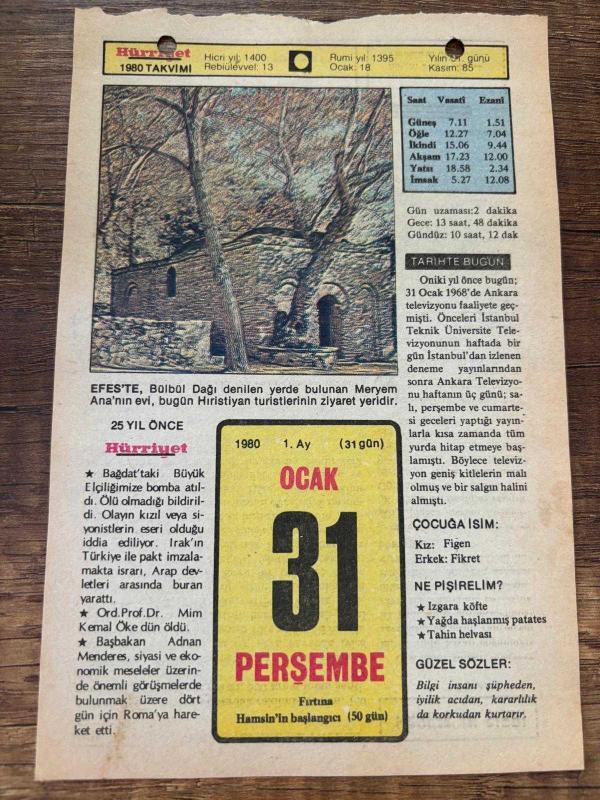 Hürriyet
1980 TAKVİMİ
Hicri yıl: 1400
Rebiülevvel: 13
Rumi yıl: 1395
Ocak: 18
Yılın 31. günü
Kasım: 85
Saat Vasatî Ezanî
Güneş 7.11 1.51
Öğle 12.27 7.04
İkindi 15.06 9.44
Akşam 17.23 12.00
Yatsı 18.58 2.34
İmsak 5.27 12.08
Gün uzaması:2 dakika
Gece: 13 saat, 48 dakika
Gündüz: 10 saat, 12 dak
TARİHTE BUGÜN:
Oniki yıl önce bugün;
31 Ocak 1968'de Ankara
televizyonu faaliyete geç-
mişti. Önceleri İstanbul
Teknik Üniversite Tele-
vizyonunun haftada bir
gün İstanbul'dan izlenen
deneme yayınlarından
sonra Ankara Televizyo-
nu haftanın üç günü; sa-
lı, perşembe ve cumarte-
si geceleri yaptığı yayın-
larla kısa zamanda tüm
yurda hitap etmeye baş-
lamıştı. Böylece televiz-
yon geniş kitlelerin malı
olmuş ve bir salgın halini
almıştı.
EFES'TE, Bülbül Dağı denilen yerde bulunan Meryem
Ana'nın evi, bugün Hıristiyan turistlerinin ziyaret yeridir.
25 YIL ÖNCE
Hürriyet
★ Bağdat'taki Büyük
Elçiliğimize bomba atıl-
dı. Ölü olmadığı bildiril-
di. Olayın kızıl veya si-
yonistlerin eseri olduğu
iddia ediliyor. Irak'ın
Türkiye ile pakt imzala-
makta ısrarı, Arap dev-
letleri arasında buran
yarattı.
★ Ord.Prof.Dr. Mim
Kemal Öke dün öldü.
★ Başbakan Adnan
Menderes, siyasi ve eko-
nomik meseleler üzerin-
de önemli görüşmelerde
bulunmak üzere dört
gün için Roma'ya hare-
ket etti.
1980 1. Ay (31 gün)
OCAK
31
PERŞEMBE
Fırtına
Hamsin'in başlangıcı (50 gün)
ÇOCUĞA İSİM:
Kız: Figen
Erkek: Fikret
NE PİŞİRELİM?
★ Izgara köfte
★ Yağda haşlanmış patates
★ Tahin helvası
GÜZEL SÖZLER:
Bilgi insanı şüpheden,
iyilik acıdan, kararlılık
da korkudan kurtarır.